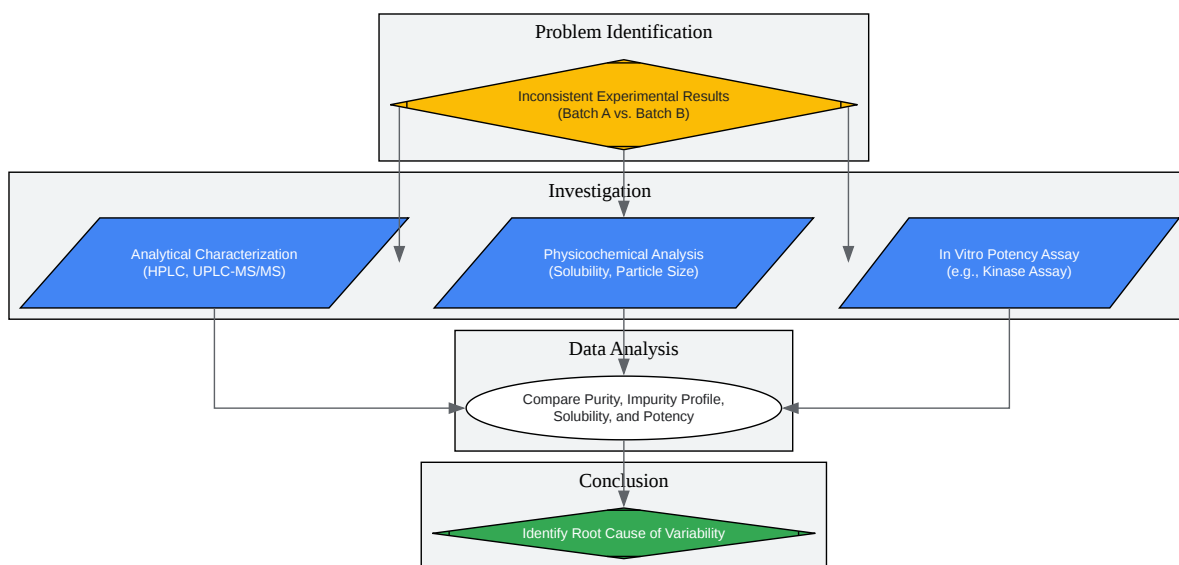 Problem Identification
Inconsistent Experimental Results
(Batch A vs. Batch B)
Investigation
Analytical Characterization
(HPLC, UPLC-MS/MS)
Physicochemical Analysis
(Solubility, Particle Size)
In Vitro Potency Assay
(e.g., Kinase Assay)
Data Analysis
Compare Purity, Impurity Profile,
Solubility, and Potency
Conclusion
Identify Root Cause of Variability